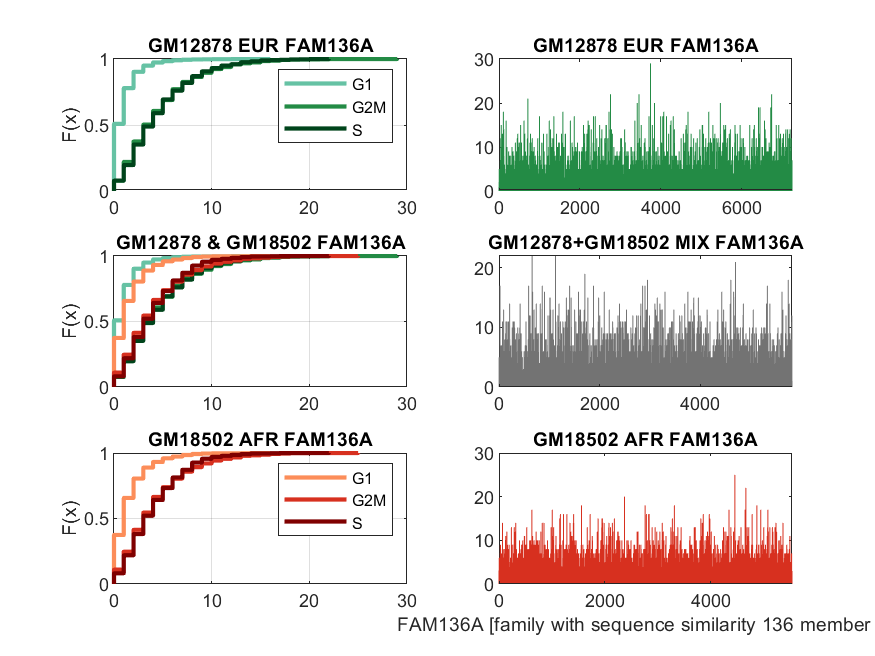 GM12878 EUR FAM136A
1
0.5
0
F(x)
0
10
20
30
G1
G2M
S
GM12878 EUR FAM136A
30
20
10
0
0
2000
4000
6000
GM12878 & GM18502 FAM136A
1
0.5
0
F(x)
0
10
20
30
GM12878+GM18502 MIX FAM136A
20
10
0
0
2000
4000
GM18502 AFR FAM136A
1
0.5
0
F(x)
0
10
20
30
G1
G2M
S
GM18502 AFR FAM136A
30
20
10
0
0
2000
4000
FAM136A [family with sequence similarity 136 member